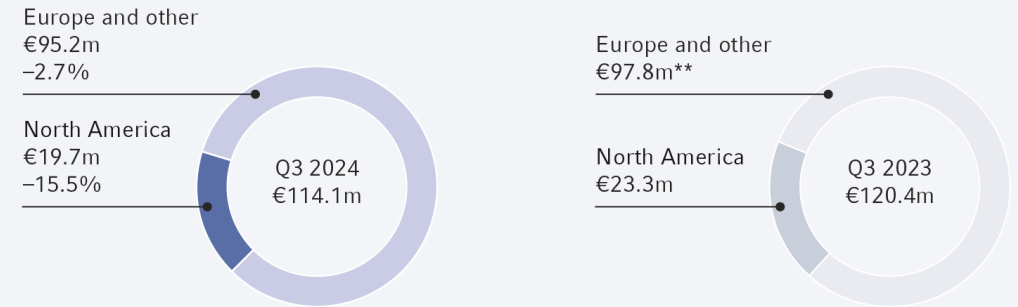 Europe and other
€95.2m
–2.7%
North America
€19.7m
–15.5%
Q3 2024
€114.1m
Europe and other
€97.8m**
North America
€23.3m
Q3 2023
€120.4m